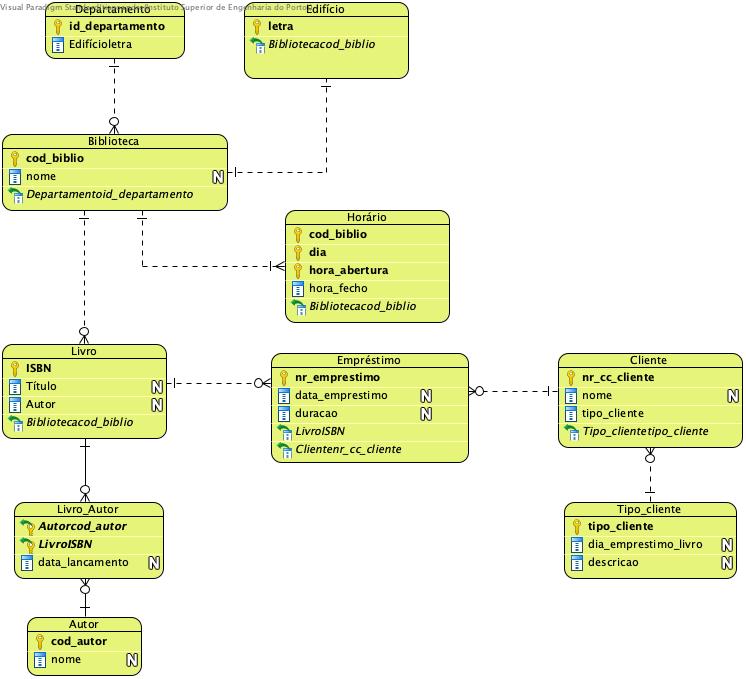 Visual Paradigm Standard Instituto Superior de Engenharia do Porto
Departamento
id_departamento
Edifícioletra
Edifício
letra
Bibliotecacod_biblio
Biblioteca
cod_biblio
nome N
Departamentoid_departamento
Horário
cod_biblio
dia
hora_abertura
hora_fecho
Bibliotecacod_biblio
Livro
ISBN
Título N
Autor N
Bibliotecacod_biblio
Empréstimo
nr_emprestimo
data_emprestimo N
duracao N
LivroISBN
Clientenr_cc_cliente
Cliente
nr_cc_cliente
nome N
tipo_cliente
Tipo_clientetipo_cliente
Livro_Autor
Autorcod_autor
LivroISBN
data_lancamento N
Tipo_cliente
tipo_cliente
dia_emprestimo_livro N
descricao N
Autor
cod_autor
nome N